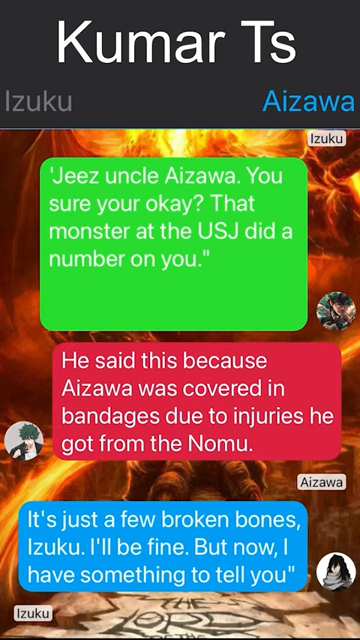 Kumar Ts
Izuku Aizawa
Izuku
'Jeez uncle Aizawa. You
sure your okay? That
monster at the USJ did a
number on you."
He said this because
Aizawa was covered in
bandages due to injuries he
got from the Nomu.
Aizawa
It's just a few broken bones,
Izuku. I'll be fine. But now, I
have something to tell you"
Izuku
THE
LORD